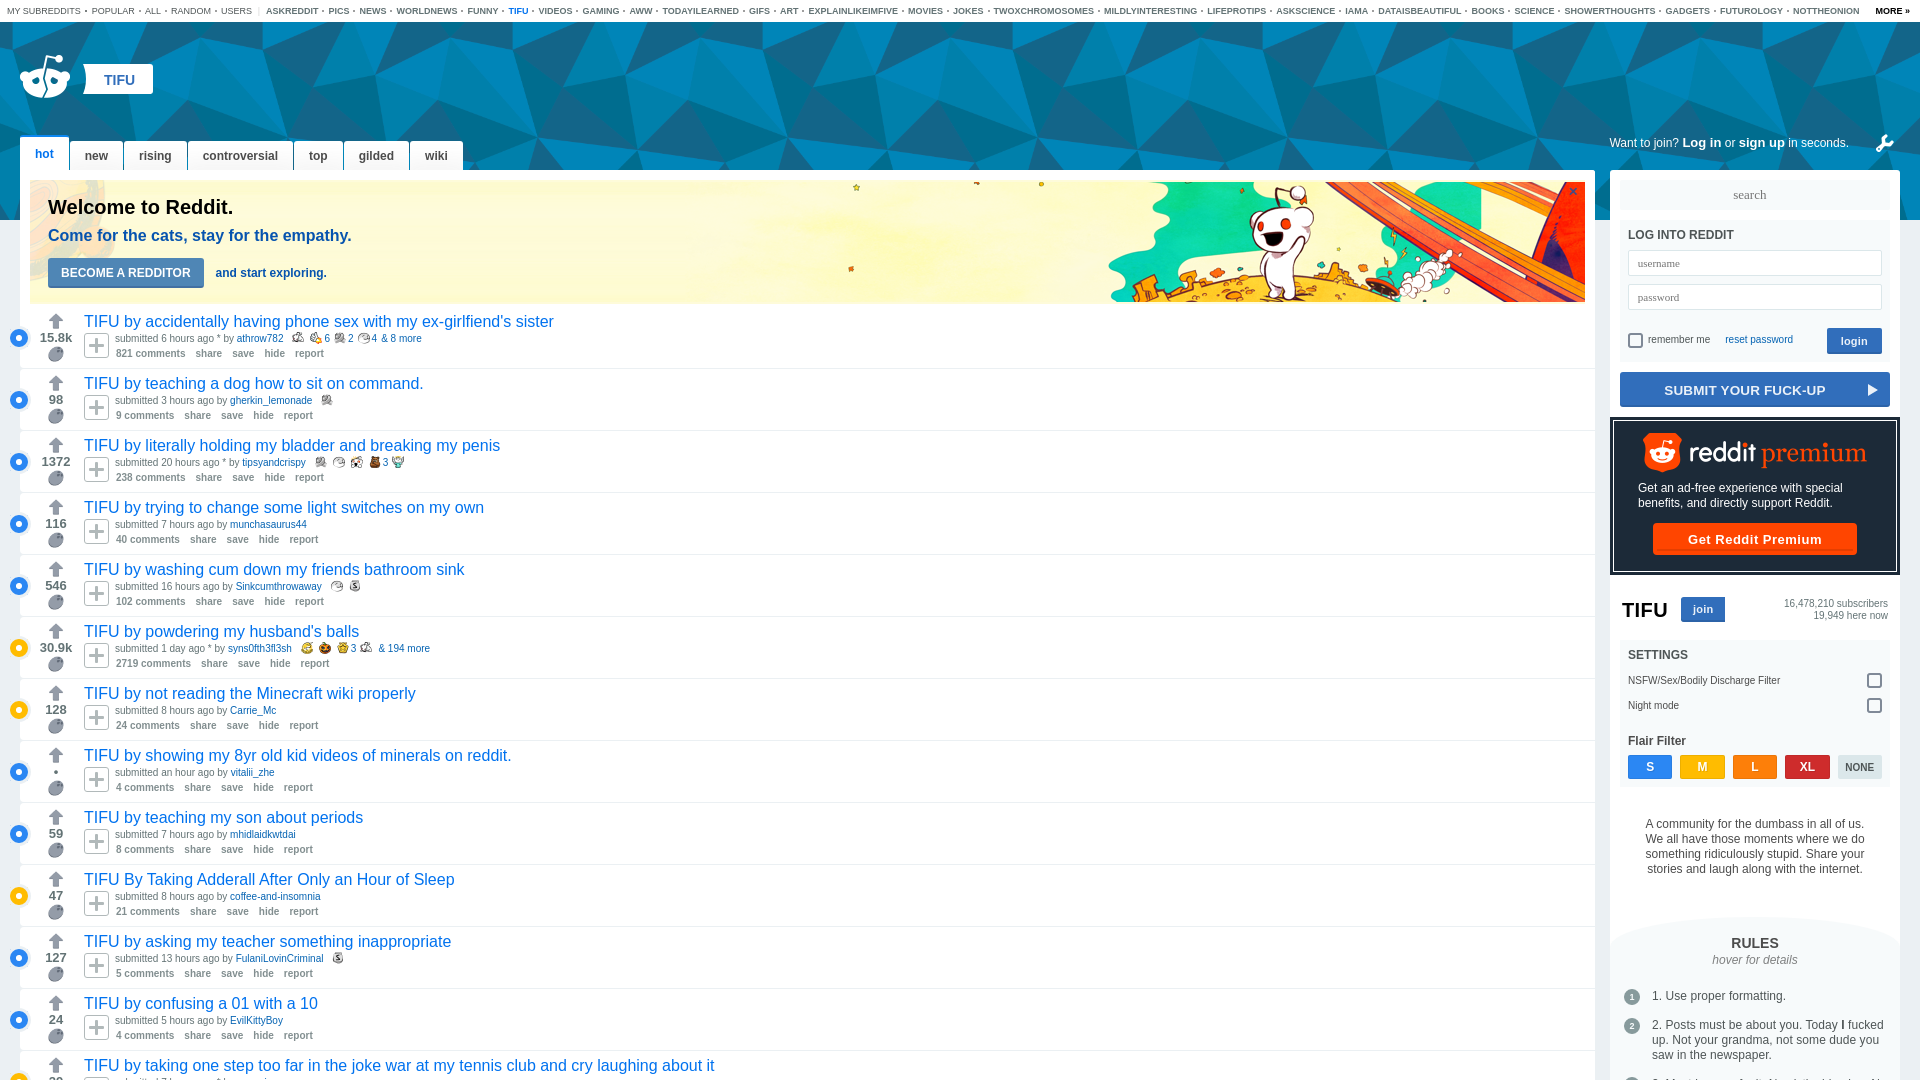 MY SUBREDDITS • POPULAR • ALL • RANDOM • USERS | ASKREDDIT • PICS • NEWS • WORLDNEWS • FUNNY • TIFU • VIDEOS • GAMING • AWW • TODAYILEARNED • GIFS • ART • EXPLAINLIKEIMFIVE • MOVIES • JOKES • TWOXCHROMOSOMES • MILDLYINTERESTING • LIFEPROTIPS • ASKSCIENCE • IAMA • DATAISBEAUTIFUL • BOOKS • SCIENCE • SHOWERTHOUGHTS • GADGETS • FUTUROLOGY • NOTTHEONION MORE »
TIFU
hot new rising controversial top gilded wiki
Want to join? Log in or sign up in seconds.
Welcome to Reddit.
Come for the cats, stay for the empathy.
BECOME A REDDITOR and start exploring.
TIFU by accidentally having phone sex with my ex-girlfiend's sister
15.8k
submitted 6 hours ago * by athrow782 6 2 4 & 8 more
821 comments share save hide report
TIFU by teaching a dog how to sit on command.
98
submitted 3 hours ago by gherkin_lemonade
9 comments share save hide report
TIFU by literally holding my bladder and breaking my penis
1372
submitted 20 hours ago * by tipsyandcrispy 3
238 comments share save hide report
TIFU by trying to change some light switches on my own
116
submitted 7 hours ago by munchasaurus44
40 comments share save hide report
TIFU by washing cum down my friends bathroom sink
546
submitted 16 hours ago by Sinkcumthrowaway
102 comments share save hide report
TIFU by powdering my husband's balls
30.9k
submitted 1 day ago * by syns0fth3fl3sh 3 & 194 more
2719 comments share save hide report
TIFU by not reading the Minecraft wiki properly
128
submitted 8 hours ago by Carrie_Mc
24 comments share save hide report
TIFU by showing my 8yr old kid videos of minerals on reddit.
•
submitted an hour ago by vitalii_zhe
4 comments share save hide report
TIFU by teaching my son about periods
59
submitted 7 hours ago by mhidlaidkwtdai
8 comments share save hide report
TIFU By Taking Adderall After Only an Hour of Sleep
47
submitted 8 hours ago by coffee-and-insomnia
21 comments share save hide report
TIFU by asking my teacher something inappropriate
127
submitted 13 hours ago by FulaniLovinCriminal
5 comments share save hide report
TIFU by confusing a 01 with a 10
24
submitted 5 hours ago by EvilKittyBoy
4 comments share save hide report
TIFU by taking one step too far in the joke war at my tennis club and cry laughing about it
search
LOG INTO REDDIT
username
password
remember me reset password login
SUBMIT YOUR FUCK-UP
reddit premium
Get an ad-free experience with special
benefits, and directly support Reddit.
Get Reddit Premium
TIFU join
16,478,210 subscribers
19,949 here now
SETTINGS
NSFW/Sex/Bodily Discharge Filter
Night mode
Flair Filter
S M L XL NONE
A community for the dumbass in all of us.
We all have those moments where we do
something ridiculously stupid. Share your
stories and laugh along with the internet.
RULES
hover for details
1 1. Use proper formatting.
2 2. Posts must be about you. Today I fucked
up. Not your grandma, not some dude you
saw in the newspaper.